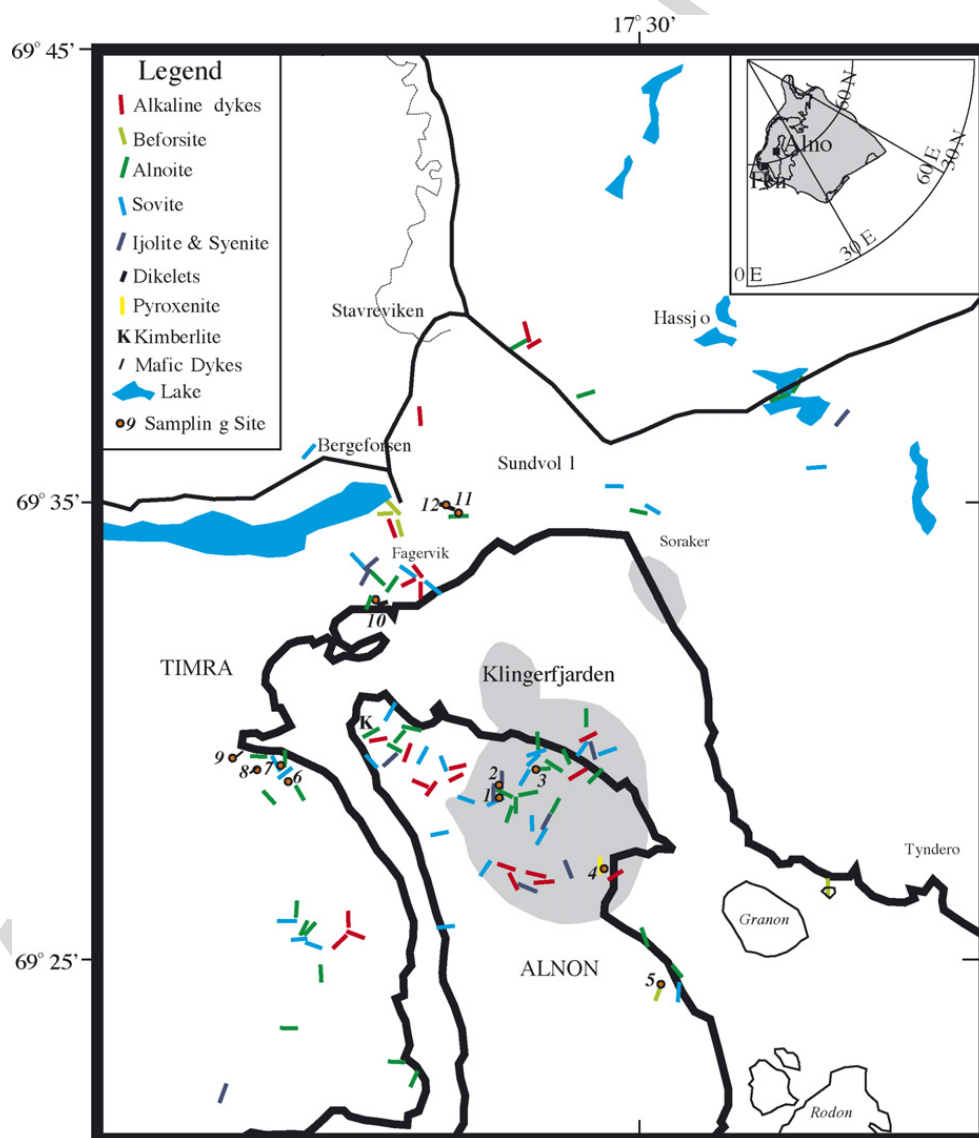 17° 30'
69° 45'
Legend
Alkaline dykes
Beforsite
Alnoite
Sovite
Ijolite & Syenite
Dikelets
Pyroxenite
K Kimberlite
Mafic Dykes
Lake
9 Samplin g Site
60 N
30 N
Alno
Fen
60 E
30 E
0 E
Stavreviken
Hassj o
Bergeforsen
Sundvol 1
69° 35'
12 11
Soraker
Fagervik
10
TIMRA
Klingerfjarden
K
9
8
7
6
2
3
1
4
Tyndero
Granon
69° 25'
ALNON
5
Rodon